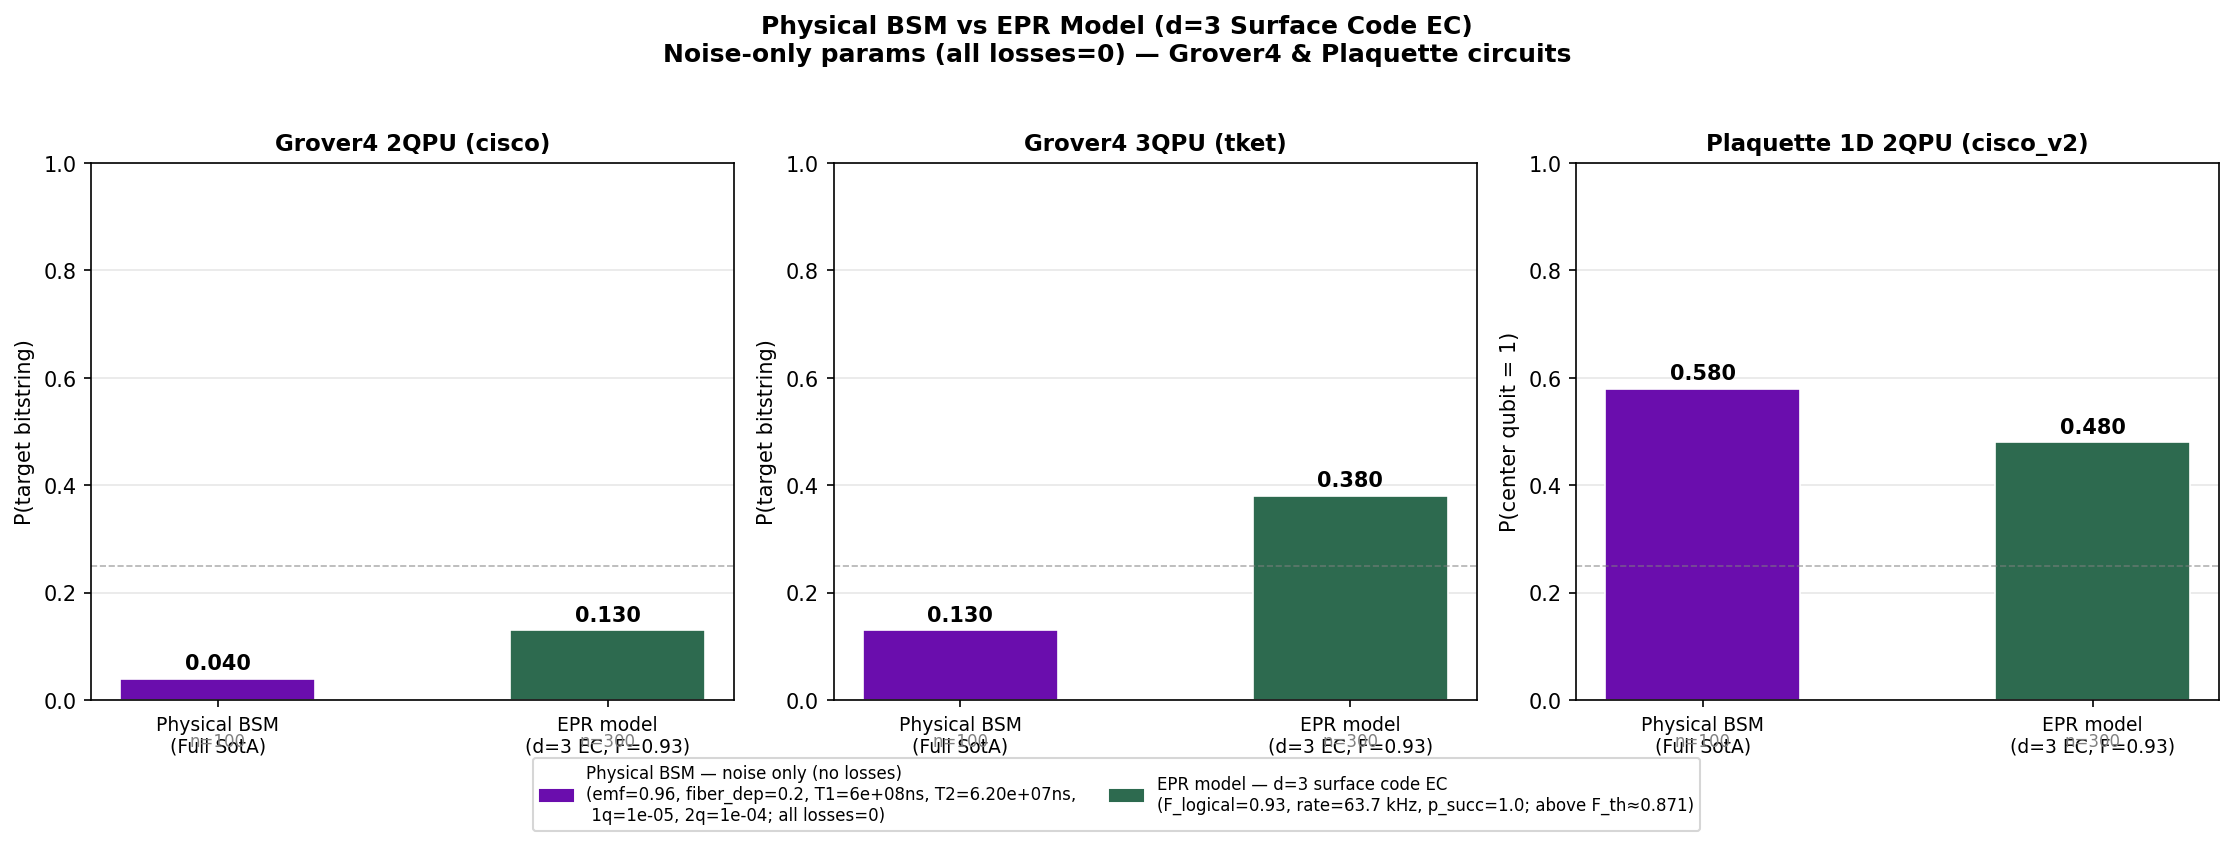 Physical BSM vs EPR Model (d=3 Surface Code EC)
Noise-only params (all losses=0) — Grover4 & Plaquette circuits
Grover4 2QPU (cisco)
P(target bitstring)
1.0
0.8
0.6
0.4
0.2
0.0
0.040
0.130
Physical BSM
(Full SotA)
n=100
EPR model
(d=3 EC, F=0.93)
n=300
Grover4 3QPU (tket)
P(target bitstring)
1.0
0.8
0.6
0.4
0.2
0.0
0.130
0.380
Physical BSM
(Full SotA)
n=100
EPR model
(d=3 EC, F=0.93)
n=300
Plaquette 1D 2QPU (cisco_v2)
P(center qubit = 1)
1.0
0.8
0.6
0.4
0.2
0.0
0.580
0.480
Physical BSM
(Full SotA)
n=100
EPR model
(d=3 EC, F=0.93)
n=300
Physical BSM — noise only (no losses)
(emf=0.96, fiber_dep=0.2, T1=6e+08ns, T2=6.20e+07ns,
1q=1e-05, 2q=1e-04; all losses=0)
EPR model — d=3 surface code EC
(F_logical=0.93, rate=63.7 kHz, p_succ=1.0; above F_th≈0.871)